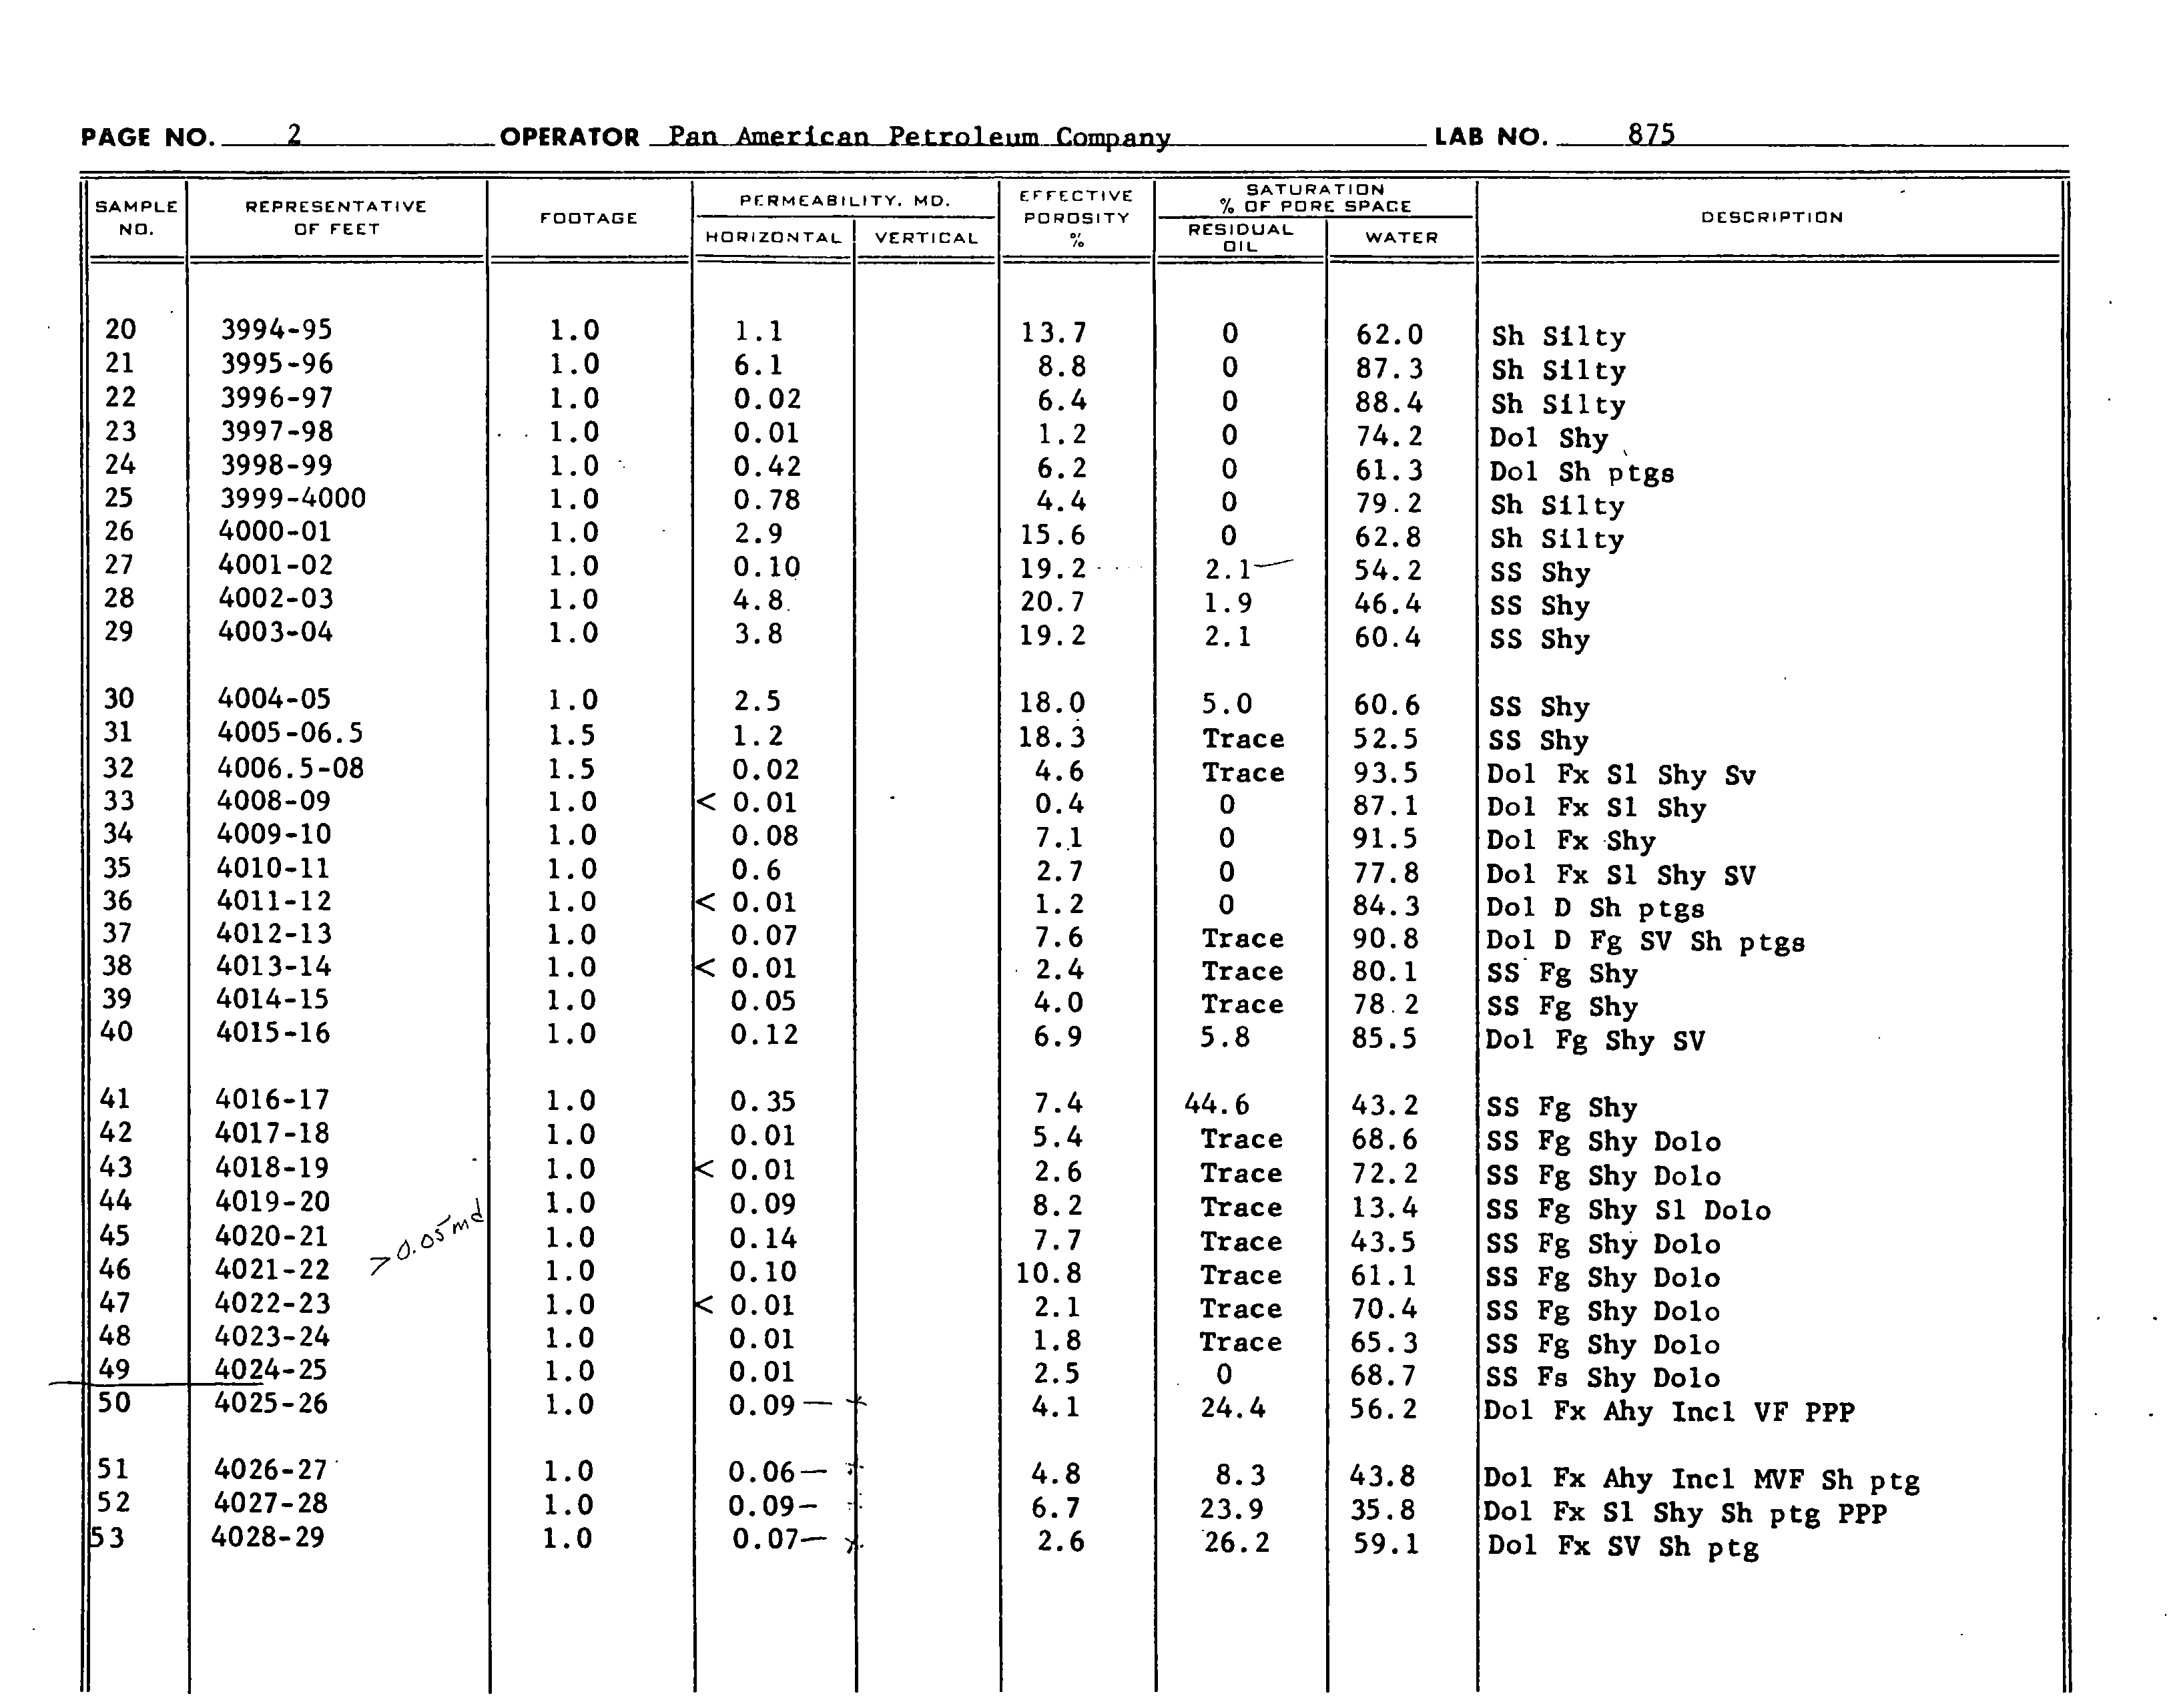 PAGE NO. 2 OPERATOR Pan American Petroleum Company LAB NO. 875
SAMPLE NO. REPRESENTATIVE OF FEET FOOTAGE PERMEABILITY, MD. HORIZONTAL VERTICAL EFFECTIVE POROSITY % SATURATION % OF PORE SPACE RESIDUAL OIL WATER DESCRIPTION
20 3994-95 1.0 1.1 13.7 0 62.0 Sh Silty
21 3995-96 1.0 6.1 8.8 0 87.3 Sh Silty
22 3996-97 1.0 0.02 6.4 0 88.4 Sh Silty
23 3997-98 1.0 0.01 1.2 0 74.2 Dol Shy
24 3998-99 1.0 0.42 6.2 0 61.3 Dol Sh ptgs
25 3999-4000 1.0 0.78 4.4 0 79.2 Sh Silty
26 4000-01 1.0 2.9 15.6 0 62.8 Sh Silty
27 4001-02 1.0 0.10 19.2 2.1 54.2 SS Shy
28 4002-03 1.0 4.8 20.7 1.9 46.4 SS Shy
29 4003-04 1.0 3.8 19.2 2.1 60.4 SS Shy
30 4004-05 1.0 2.5 18.0 5.0 60.6 SS Shy
31 4005-06.5 1.5 1.2 18.3 Trace 52.5 SS Shy
32 4006.5-08 1.5 0.02 4.6 Trace 93.5 Dol Fx Sl Shy Sv
33 4008-09 1.0 < 0.01 0.4 0 87.1 Dol Fx Sl Shy
34 4009-10 1.0 0.08 7.1 0 91.5 Dol Fx Shy
35 4010-11 1.0 0.6 2.7 0 77.8 Dol Fx Sl Shy SV
36 4011-12 1.0 < 0.01 1.2 0 84.3 Dol D Sh ptgs
37 4012-13 1.0 0.07 7.6 Trace 90.8 Dol D Fg SV Sh ptgs
38 4013-14 1.0 < 0.01 2.4 Trace 80.1 SS Fg Shy
39 4014-15 1.0 0.05 4.0 Trace 78.2 SS Fg Shy
40 4015-16 1.0 0.12 6.9 5.8 85.5 Dol Fg Shy SV
41 4016-17 1.0 0.35 7.4 44.6 43.2 SS Fg Shy
42 4017-18 1.0 0.01 5.4 Trace 68.6 SS Fg Shy Dolo
43 4018-19 1.0 < 0.01 2.6 Trace 72.2 SS Fg Shy Dolo
44 4019-20 1.0 0.09 8.2 Trace 13.4 SS Fg Shy Sl Dolo
45 4020-21 1.0 0.14 7.7 Trace 43.5 SS Fg Shy Dolo
>0.05 md
46 4021-22 1.0 0.10 10.8 Trace 61.1 SS Fg Shy Dolo
47 4022-23 1.0 < 0.01 2.1 Trace 70.4 SS Fg Shy Dolo
48 4023-24 1.0 0.01 1.8 Trace 65.3 SS Fg Shy Dolo
49 4024-25 1.0 0.01 2.5 0 68.7 SS Fs Shy Dolo
50 4025-26 1.0 0.09 — x 4.1 24.4 56.2 Dol Fx Ahy Incl VF PPP
51 4026-27 1.0 0.06 — x 4.8 8.3 43.8 Dol Fx Ahy Incl MVF Sh ptg
52 4027-28 1.0 0.09 — 6.7 23.9 35.8 Dol Fx Sl Shy Sh ptg PPP
53 4028-29 1.0 0.07 — x 2.6 26.2 59.1 Dol Fx SV Sh ptg